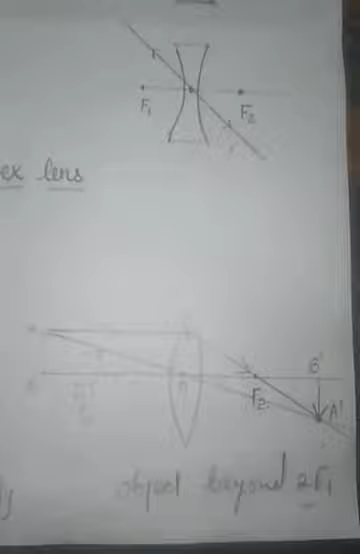 F₁ F₂
ex lens
F₂ B' A'
object beyond 2F₁